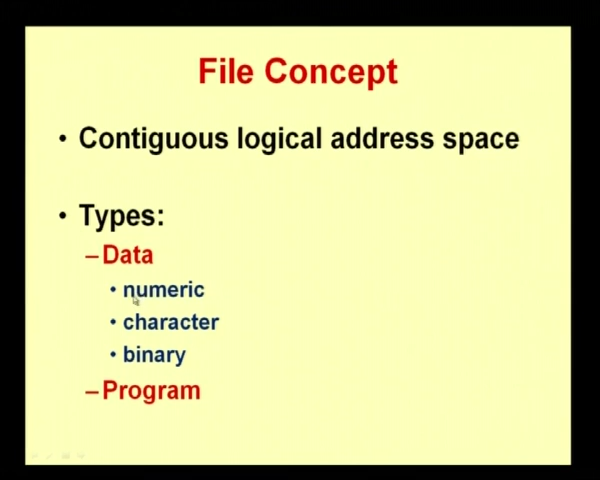 File Concept
• Contiguous logical address space
• Types:
–Data
• numeric
• character
• binary
–Program